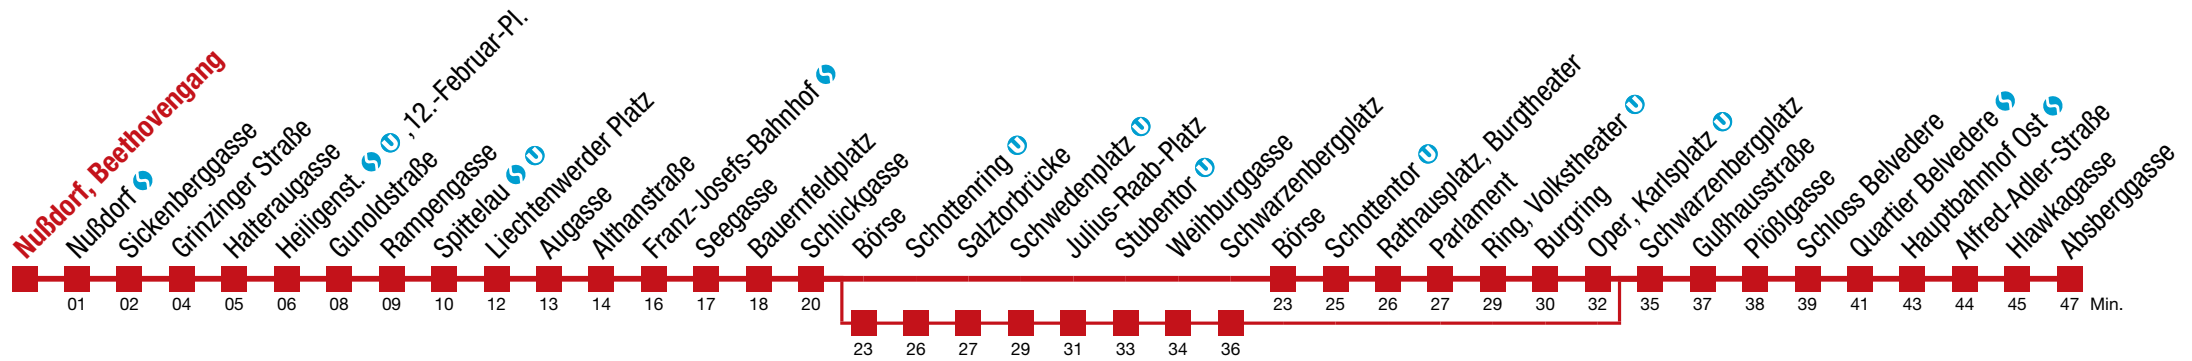 Nußdorf, Beethovengang
Nußdorf
Sickenberggasse
Grinzinger Straße
Halteraugasse
Heiligenst. , 12.-Februar-Pl.
Gunoldstraße
Rampengasse
Spittelau
Liechtenwerder Platz
Augasse
Althanstraße
Franz-Josefs-Bahnhof
Seegasse
Bauernfeldplatz
Schlickgasse
Börse
Schottenring
Salztorbrücke
Schwedenplatz
Julius-Raab-Platz
Stubentor
Weihburggasse
Schwarzenbergplatz
Börse
Schottentor
Rathausplatz, Burgtheater
Parlament
Ring, Volkstheater
Burgring
Oper, Karlsplatz
Schwarzenbergplatz
Gußhausstraße
Plößlgasse
Schloss Belvedere
Quartier Belvedere
Hauptbahnhof Ost
Alfred-Adler-Straße
Hlawkagasse
Absberggasse
01 02 04 05 06 08 09 10 12 13 14 16 17 18 20 23 25 26 27 29 30 32 35 37 38 39 41 43 44 45 47 Min.
23 26 27 29 31 33 34 36